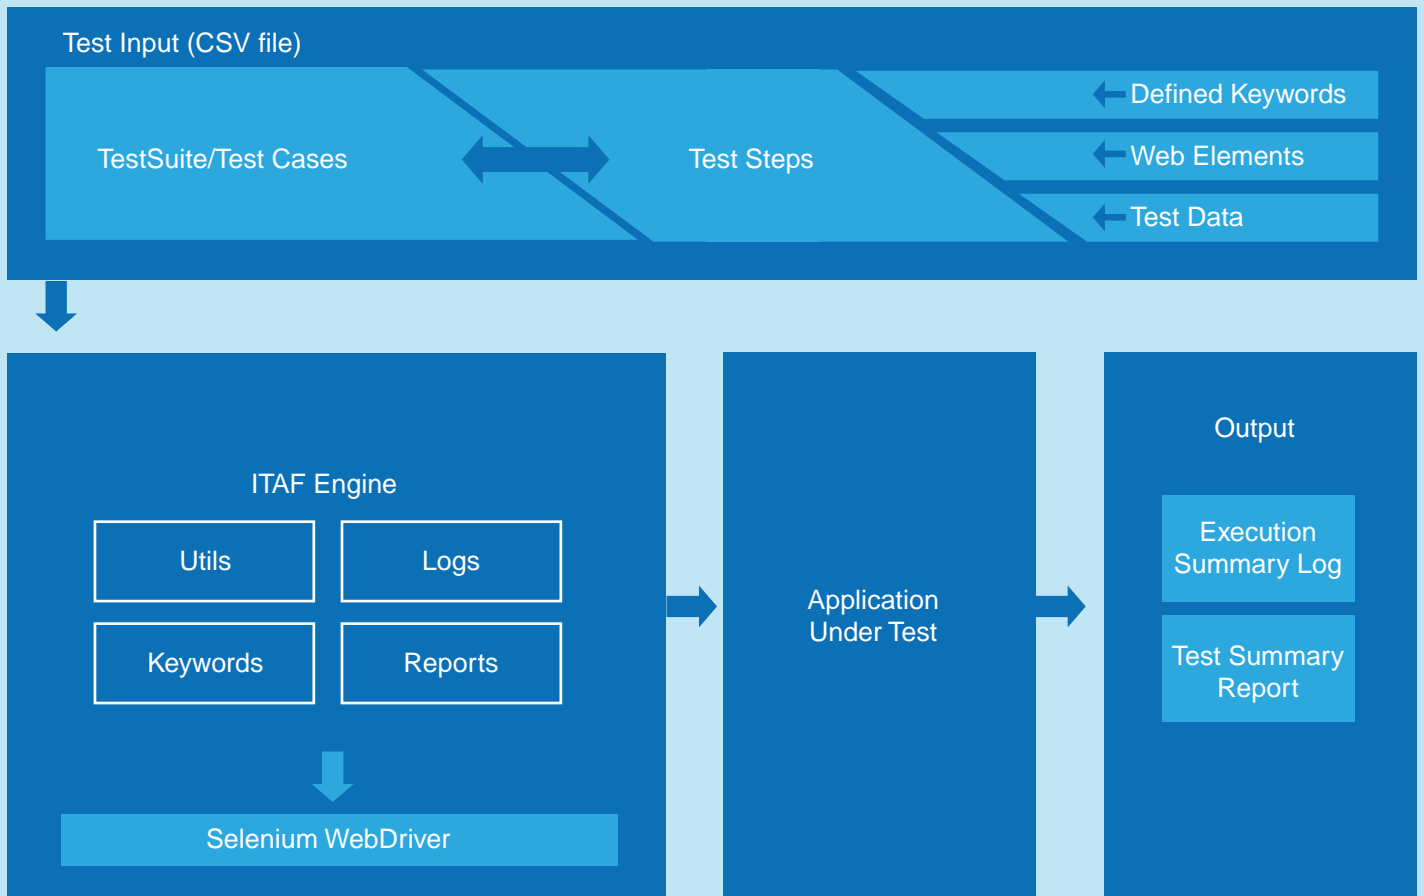 Test Input (CSV file)
TestSuite/Test Cases
Test Steps
Defined Keywords
Web Elements
Test Data
ITAF Engine
Utils
Logs
Keywords
Reports
Selenium WebDriver
Application
Under Test
Output
Execution
Summary Log
Test Summary
Report